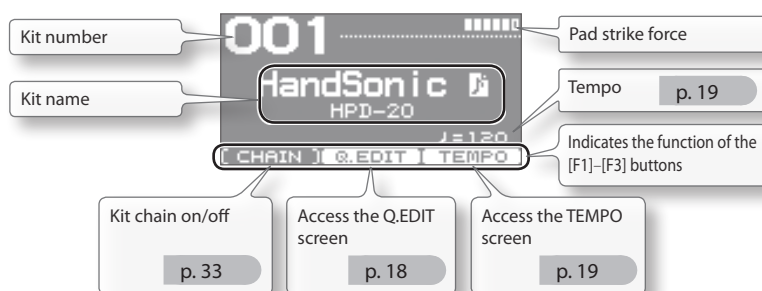 Kit number
001
Pad strike force
Kit name
HandSonic
HPD-20
Tempo
p. 19
♩=120
Indicates the function of the
[F1]–[F3] buttons
[ CHAIN ][ Q.EDIT ][ TEMPO ]
Kit chain on/off
p. 33
Access the Q.EDIT
screen
p. 18
Access the TEMPO
screen
p. 19